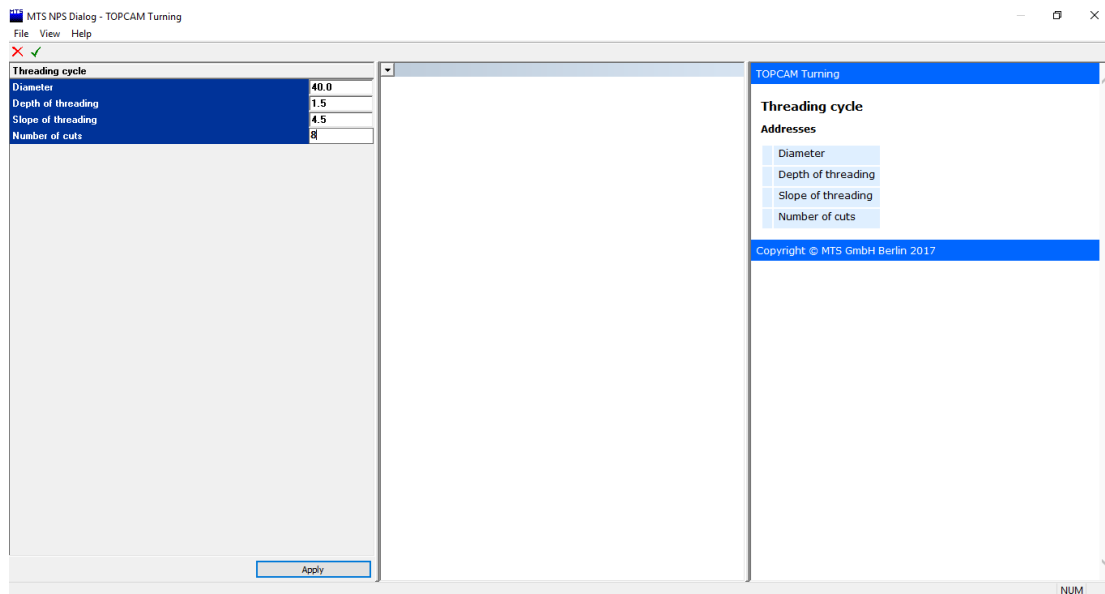 MTS NPS Dialog - TOPCAM Turning
File View Help
Threading cycle
Diameter 40.0
Depth of threading 1.5
Slope of threading 4.5
Number of cuts 8
Apply
TOPCAM Turning
Threading cycle
Addresses
Diameter
Depth of threading
Slope of threading
Number of cuts
Copyright © MTS GmbH Berlin 2017
NUM